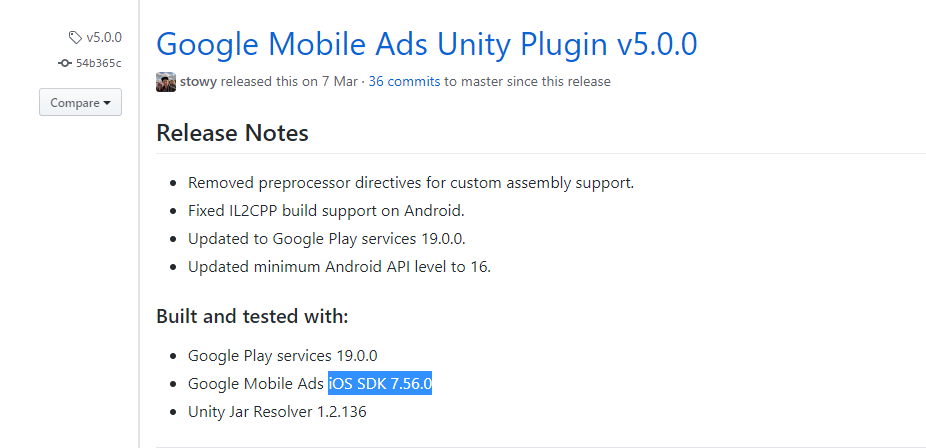 v5.0.0
54b365c
Compare
Google Mobile Ads Unity Plugin v5.0.0
stowy released this on 7 Mar · 36 commits to master since this release
Release Notes
Removed preprocessor directives for custom assembly support.
Fixed IL2CPP build support on Android.
Updated to Google Play services 19.0.0.
Updated minimum Android API level to 16.
Built and tested with:
Google Play services 19.0.0
Google Mobile Ads iOS SDK 7.56.0
Unity Jar Resolver 1.2.136